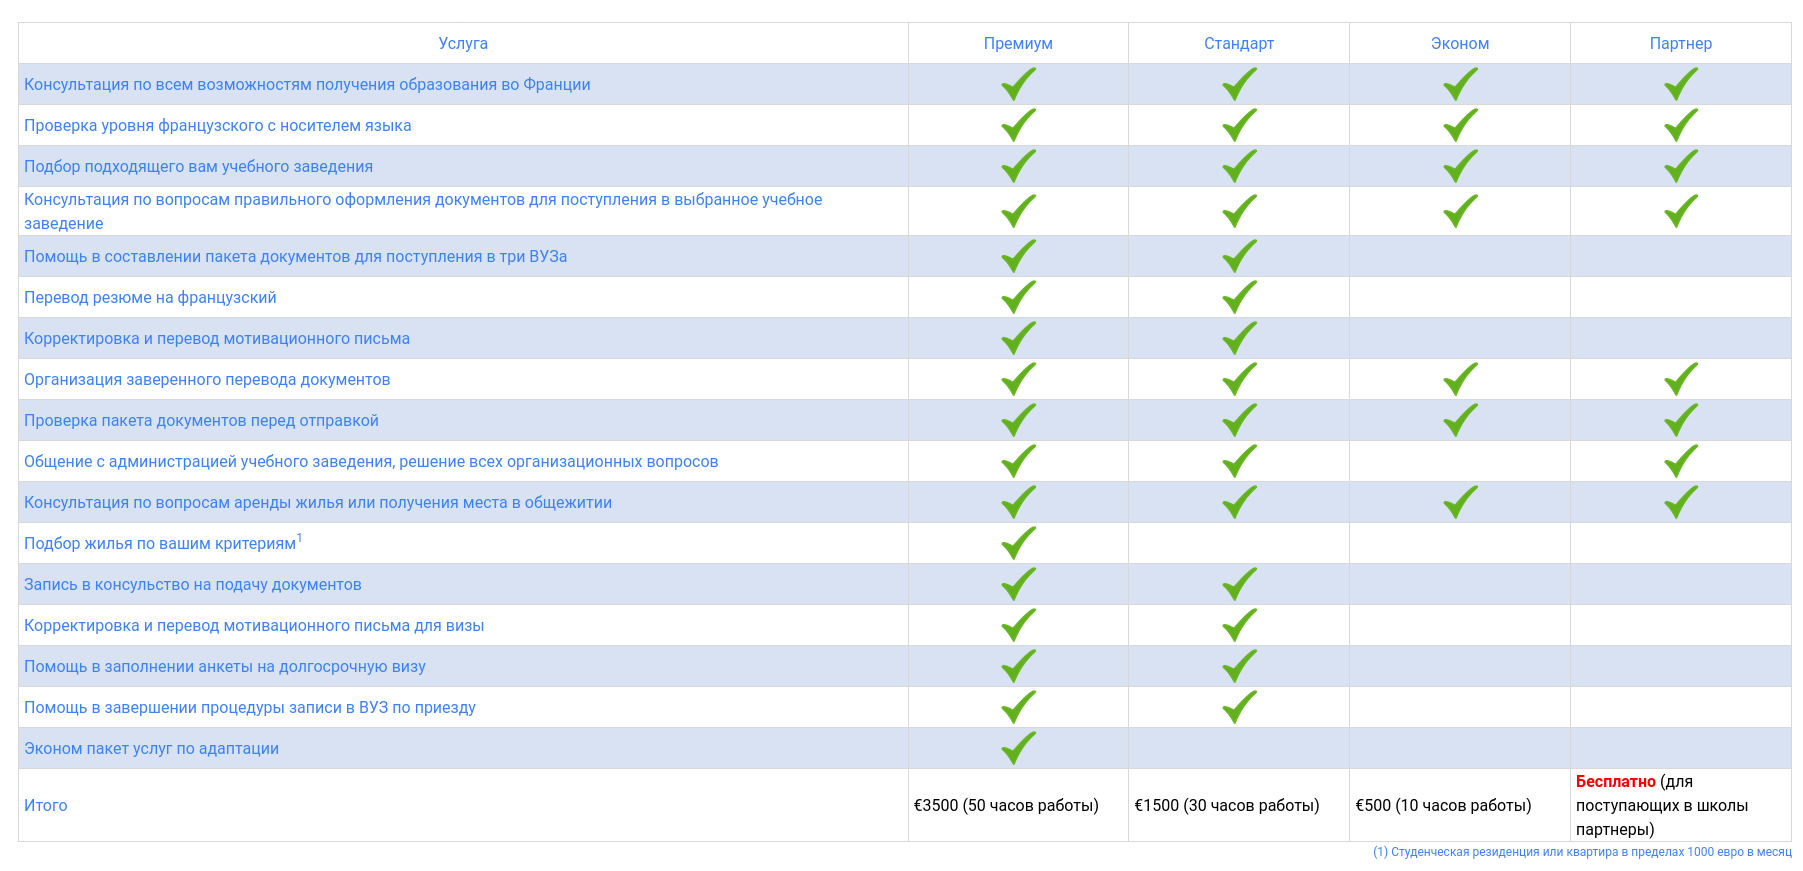 Услуга Премиум Стандарт Эконом Партнер
Консультация по всем возможностям получения образования во Франции
Проверка уровня французского с носителем языка
Подбор подходящего вам учебного заведения
Консультация по вопросам правильного оформления документов для поступления в выбранное учебное
заведение
Помощь в составлении пакета документов для поступления в три ВУЗа
Перевод резюме на французский
Корректировка и перевод мотивационного письма
Организация заверенного перевода документов
Проверка пакета документов перед отправкой
Общение с администрацией учебного заведения, решение всех организационных вопросов
Консультация по вопросам аренды жилья или получения места в общежитии
Подбор жилья по вашим критериям1
Запись в консульство на подачу документов
Корректировка и перевод мотивационного письма для визы
Помощь в заполнении анкеты на долгосрочную визу
Помощь в завершении процедуры записи в ВУЗ по приезду
Эконом пакет услуг по адаптации
Итого €3500 (50 часов работы) €1500 (30 часов работы) €500 (10 часов работы) Бесплатно (для
поступающих в школы
партнеры)
(1) Студенческая резиденция или квартира в пределах 1000 евро в месяц